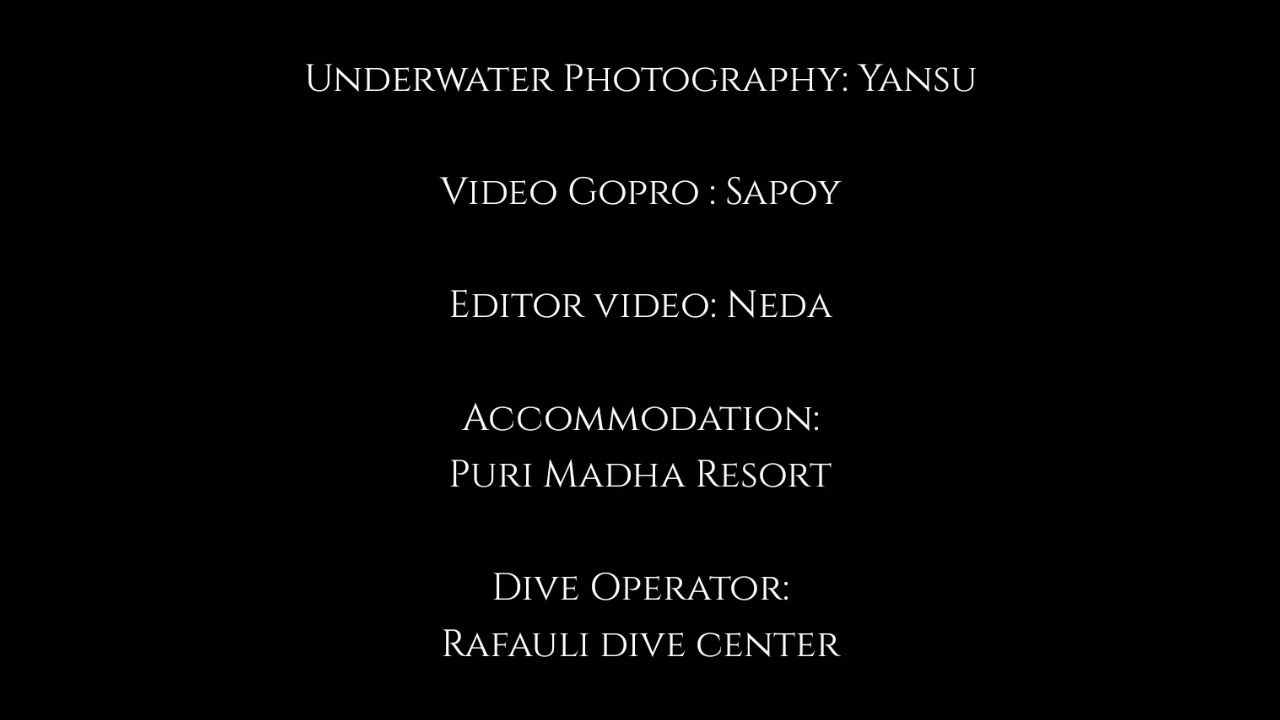 Underwater Photography: Yansu
Video Gopro : Sapoy
Editor video: Neda
Accommodation:
Puri Madha Resort
Dive Operator:
Rafauli dive center